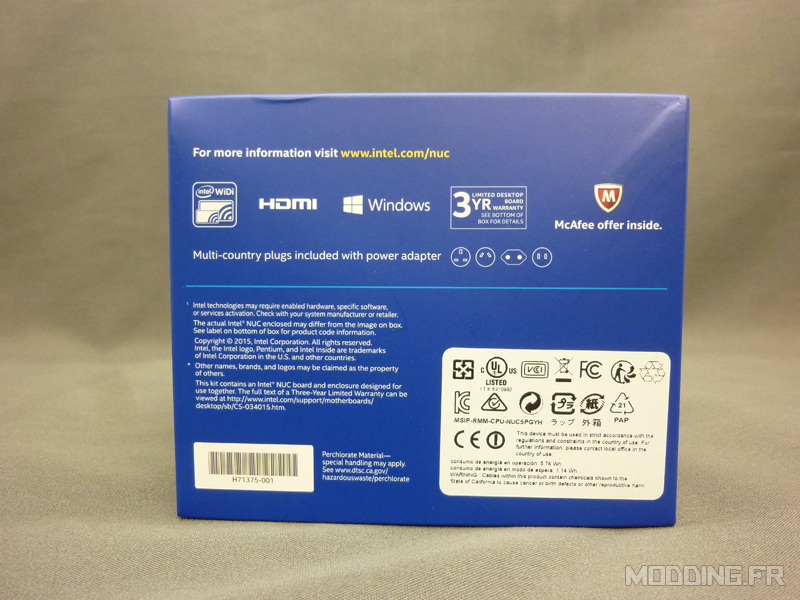 For more information visit www.intel.com/nuc
intel WiDi
HDMI
Windows
3 YR LIMITED DESKTOP
BOARD
WARRANTY
SEE BOTTOM OF
BOX FOR DETAILS
M
McAfee offer inside.
Multi-country plugs included with power adapter
¹ Intel technologies may require enabled hardware, specific software,
or services activation. Check with your system manufacturer or retailer.
The actual Intel® NUC enclosed may differ from the image on box.
See label on bottom of box for product code information.
Copyright © 2015, Intel Corporation. All rights reserved.
Intel, the Intel logo, Pentium, and Intel Inside are trademarks
of Intel Corporation in the U.S. and other countries.
* Other names, brands, and logos may be claimed as the property
of others.
This kit contains an Intel® NUC board and enclosure designed for
use together. The full text of a Three-Year Limited Warranty can be
viewed at http://www.intel.com/support/motherboards/
desktop/sb/CS-034015.htm.
H71375-001
Perchlorate Material—
special handling may apply.
See www.dtsc.ca.gov/
hazardouswaste/perchlorate
C UL US
LISTED
VCI
FC
MSIP-RMM-CPU-NUC5PGYH
プラ
ラップ
紙
外箱
21
PAP
CE
This device must be used in strict accordance with the
regulations and constraints in the country of use. For
further information, please contact local office in the
country of use.
consumo de energía en operación: 5.76 Wh
consumo de energía en modo de espera: 1.14 Wh
WARNING: Cables within this product contain chemicals known to the
State of California to cause cancer or birth defects or other reproductive harm.
MODDING.FR